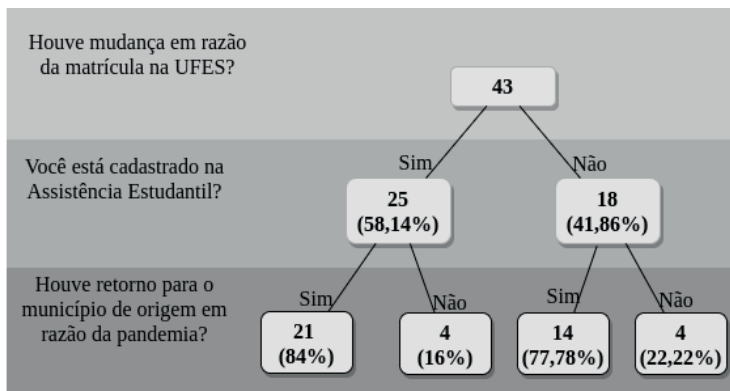 Houve mudança em razão
da matrícula na UFES?
43
Sim
Não
Você está cadastrado na
Assistência Estudantil?
25
(58,14%)
18
(41,86%)
Houve retorno para o
município de origem em
razão da pandemia?
Sim
Não
Sim
Não
21
(84%)
4
(16%)
14
(77,78%)
4
(22,22%)